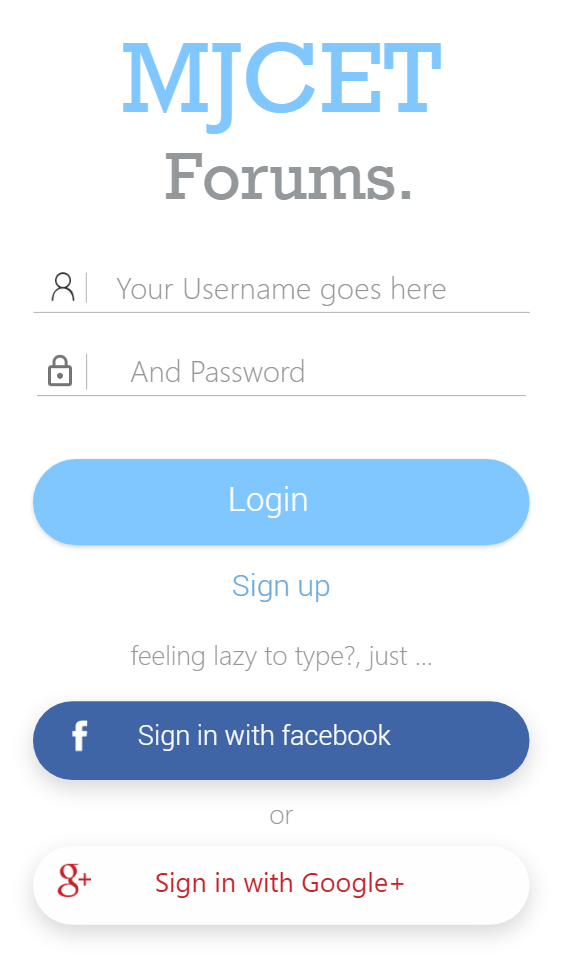 MJCET
Forums.
Your Username goes here
And Password
Login
Sign up
feeling lazy to type?, just ...
f Sign in with facebook
or
g+ Sign in with Google+